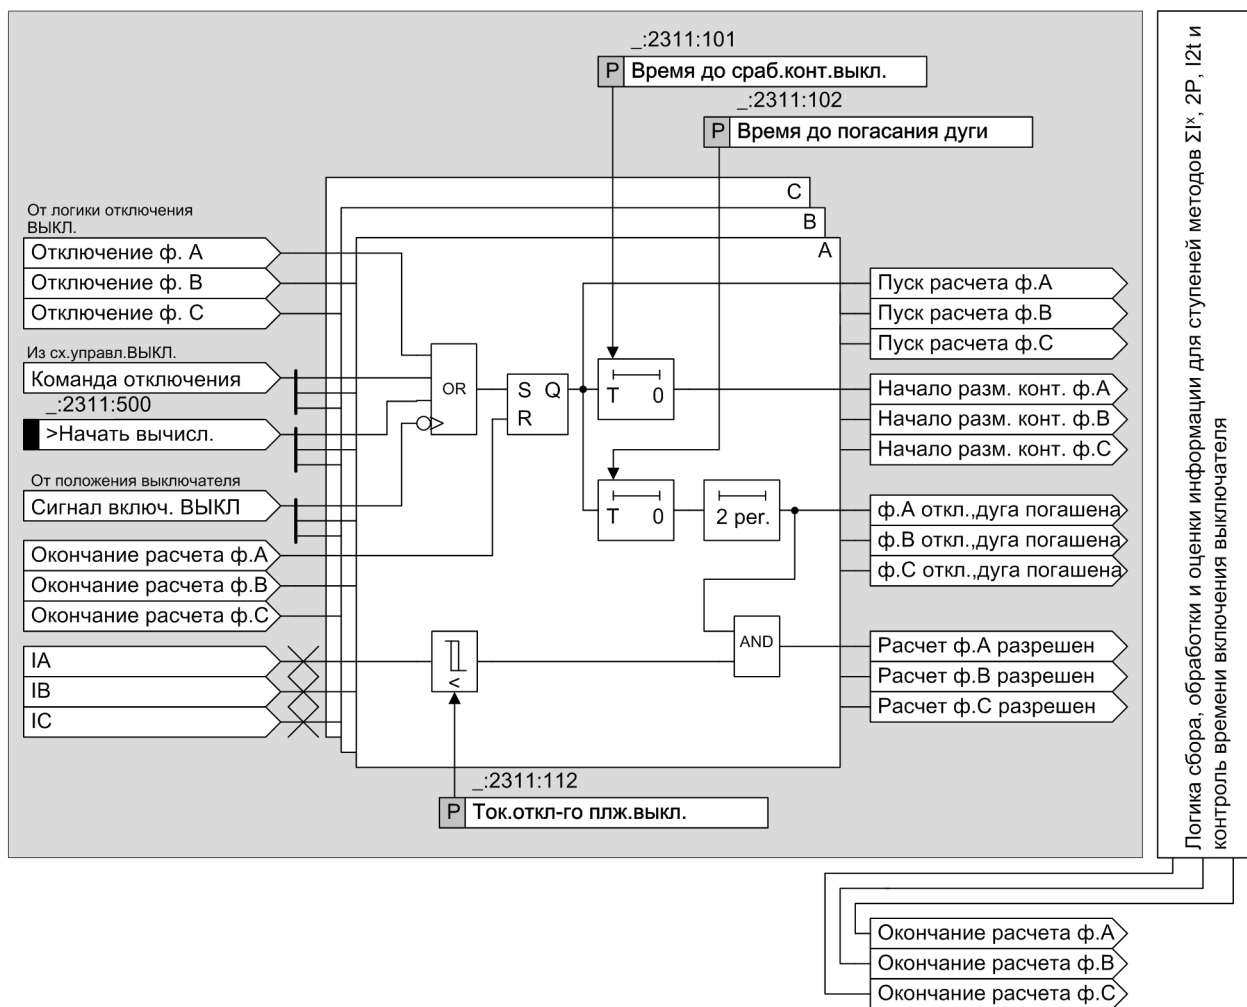 _:2311:101
P Время до сраб.конт.выкл.
_:2311:102
P Время до погасания дуги
C
B
A
От логики отключения
ВЫКЛ.
Отключение ф. А
Отключение ф. В
Отключение ф. С
Из сх.управл.ВЫКЛ.
Команда отключения
_:2311:500
>Начать вычисл.
От положения выключателя
Сигнал включ. ВЫКЛ
Окончание расчета ф.А
Окончание расчета ф.В
Окончание расчета ф.С
IA
IB
IC
OR
S Q
R
T 0
T 0
2 per.
AND
<
_:2311:112
P Ток.откл-го плж.выкл.
Пуск расчета ф.А
Пуск расчета ф.В
Пуск расчета ф.С
Начало разм. конт. ф.А
Начало разм. конт. ф.В
Начало разм. конт. ф.С
ф.А откл.,дуга погашена
ф.В откл.,дуга погашена
ф.С откл.,дуга погашена
Расчет ф.А разрешен
Расчет ф.В разрешен
Расчет ф.С разрешен
Логика сбора, обработки и оценки информации для ступеней методов ΣIˣ, 2P, I2t и
контроль времени включения выключателя
Окончание расчета ф.А
Окончание расчета ф.В
Окончание расчета ф.С